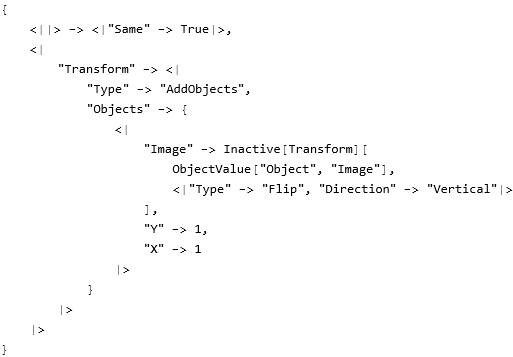 {
    <||> -> <|"Same" -> True|>,
    <|
        "Transform" -> <|
            "Type" -> "AddObjects",
            "Objects" -> {
                <|
                    "Image" -> Inactive[Transform][
                        ObjectValue["Object", "Image"],
                        <|"Type" -> "Flip", "Direction" -> "Vertical"|>
                    ],
                    "Y" -> 1,
                    "X" -> 1
                |>
            }
        |>
    |>
}